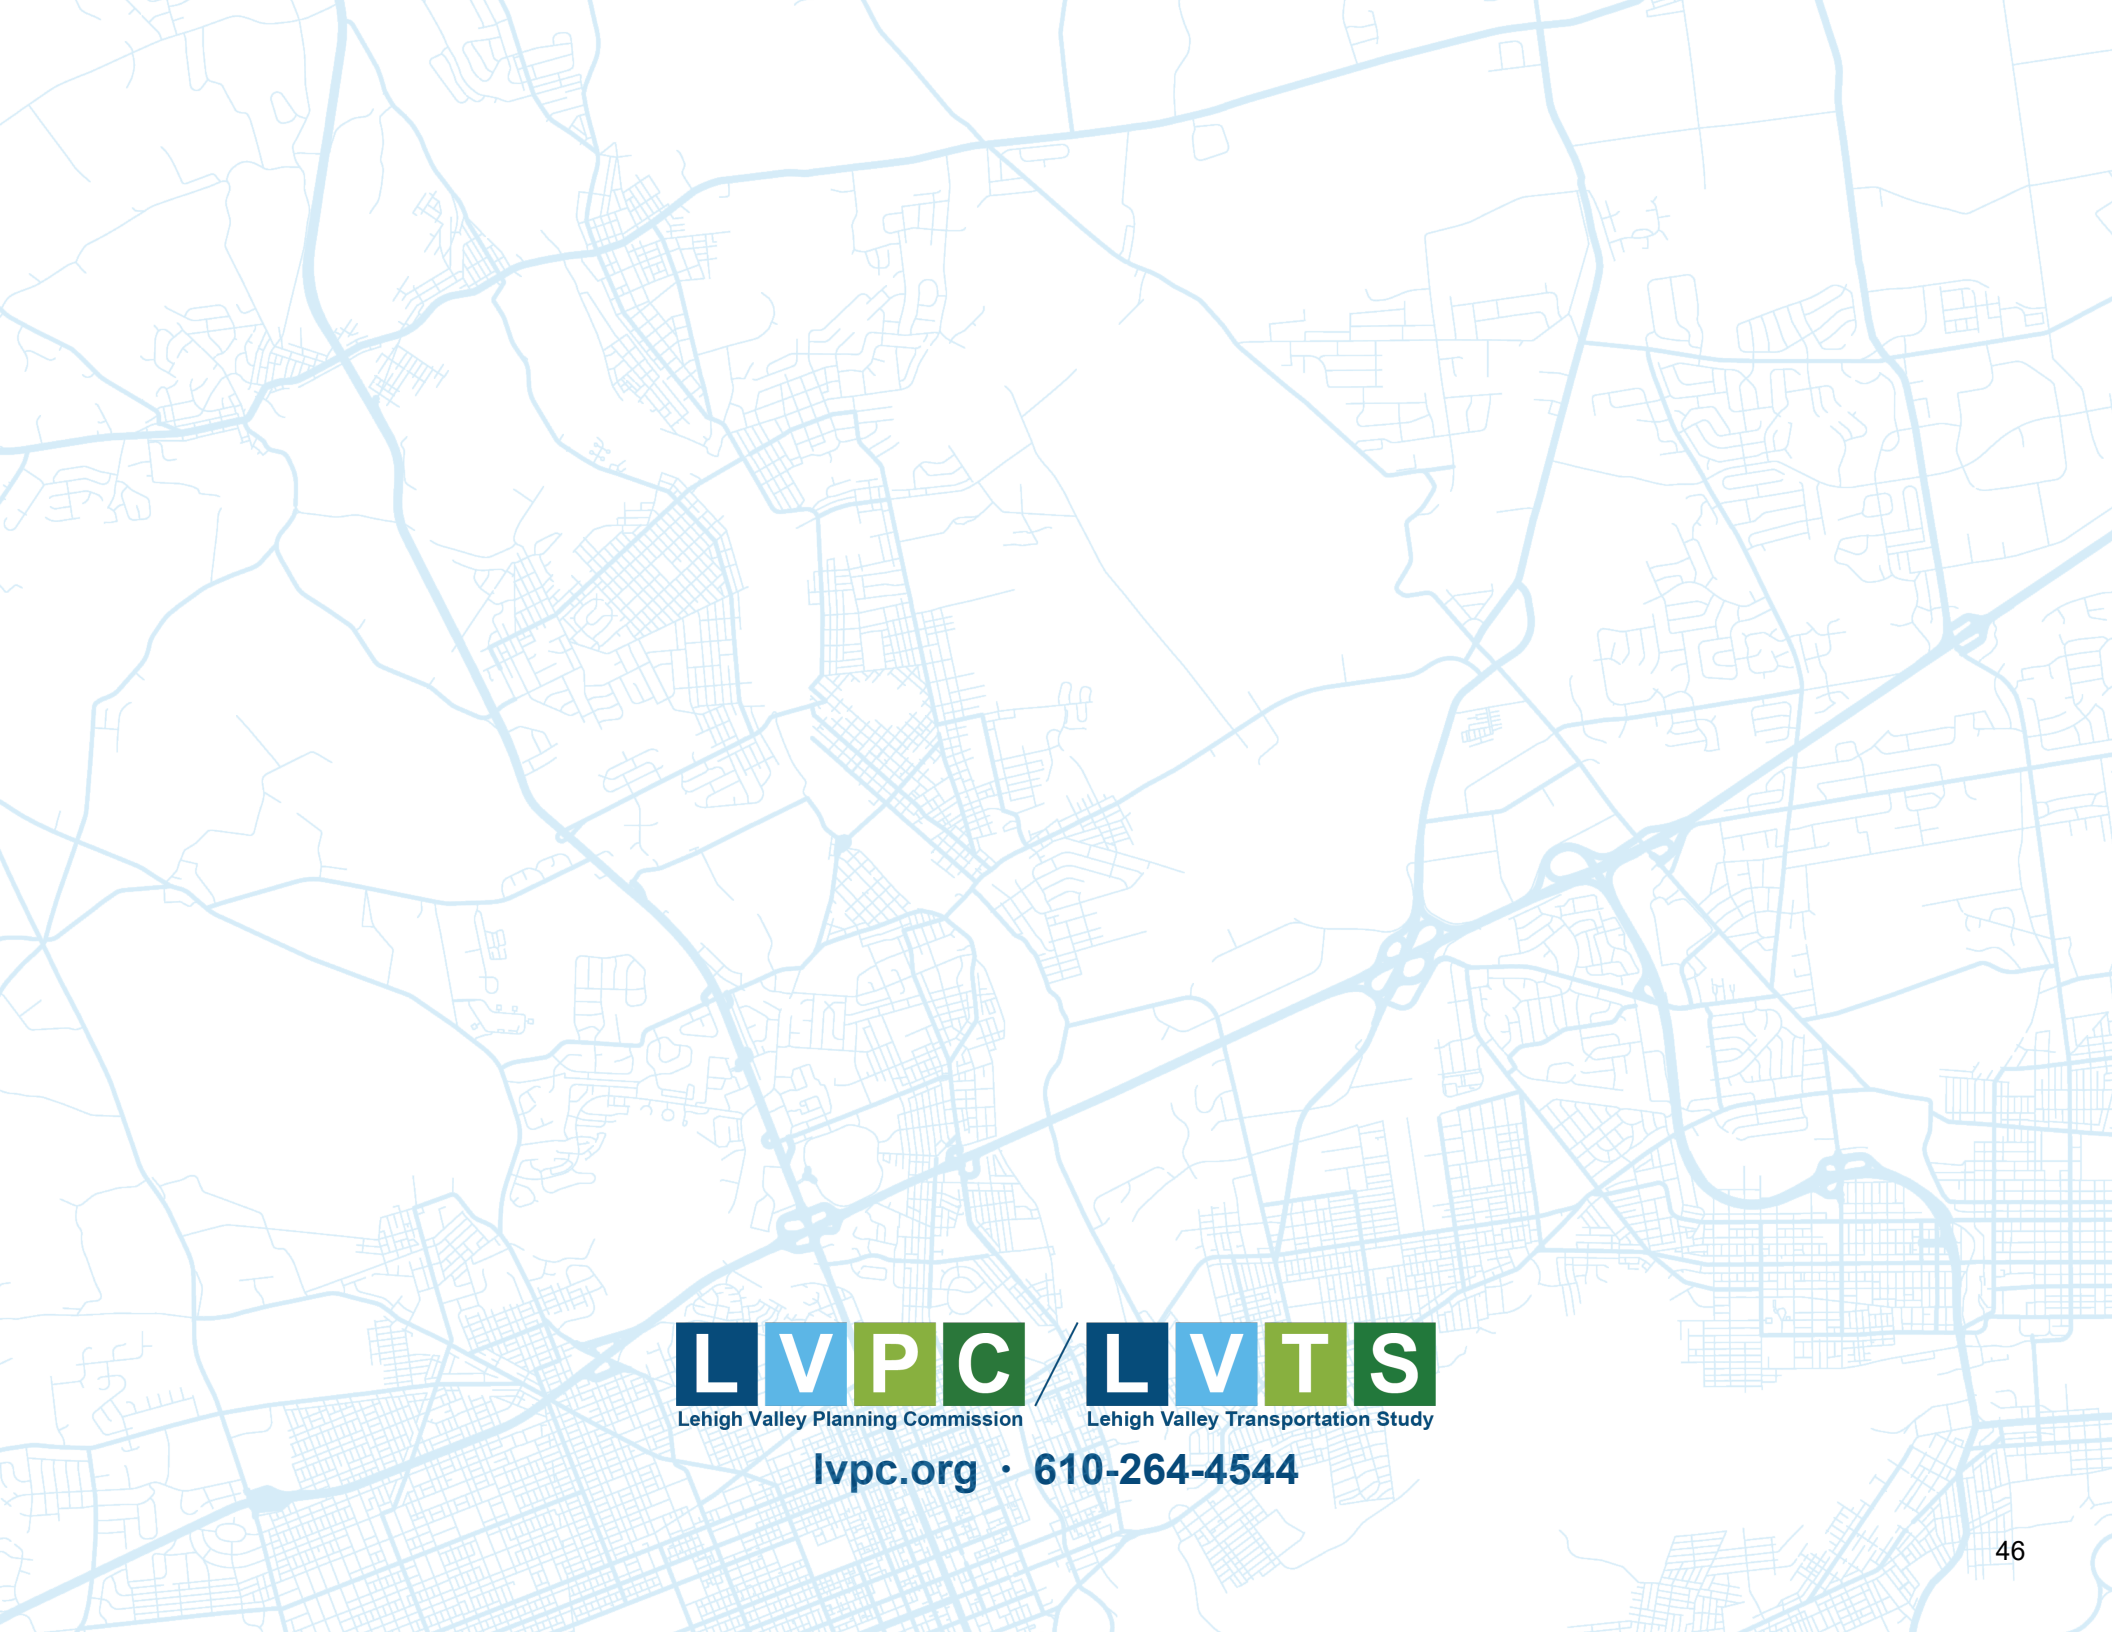 LVPC / LVTS
Lehigh Valley Planning Commission Lehigh Valley Transportation Study
lvpc.org • 610-264-4544
46